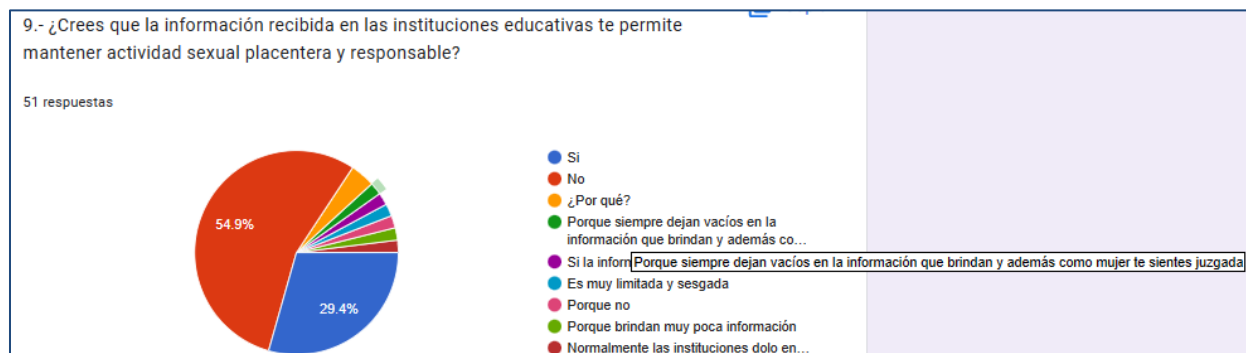 9.- ¿Crees que la información recibida en las instituciones educativas te permite
mantener actividad sexual placentera y responsable?
51 respuestas
54.9%
29.4%
Si
No
¿Por qué?
Porque siempre dejan vacíos en la
información que brindan y además co...
Si la inform
Porque siempre dejan vacíos en la información que brindan y además como mujer te sientes juzgada
Es muy limitada y sesgada
Porque no
Porque brindan muy poca información
Normalmente las instituciones dolo en...